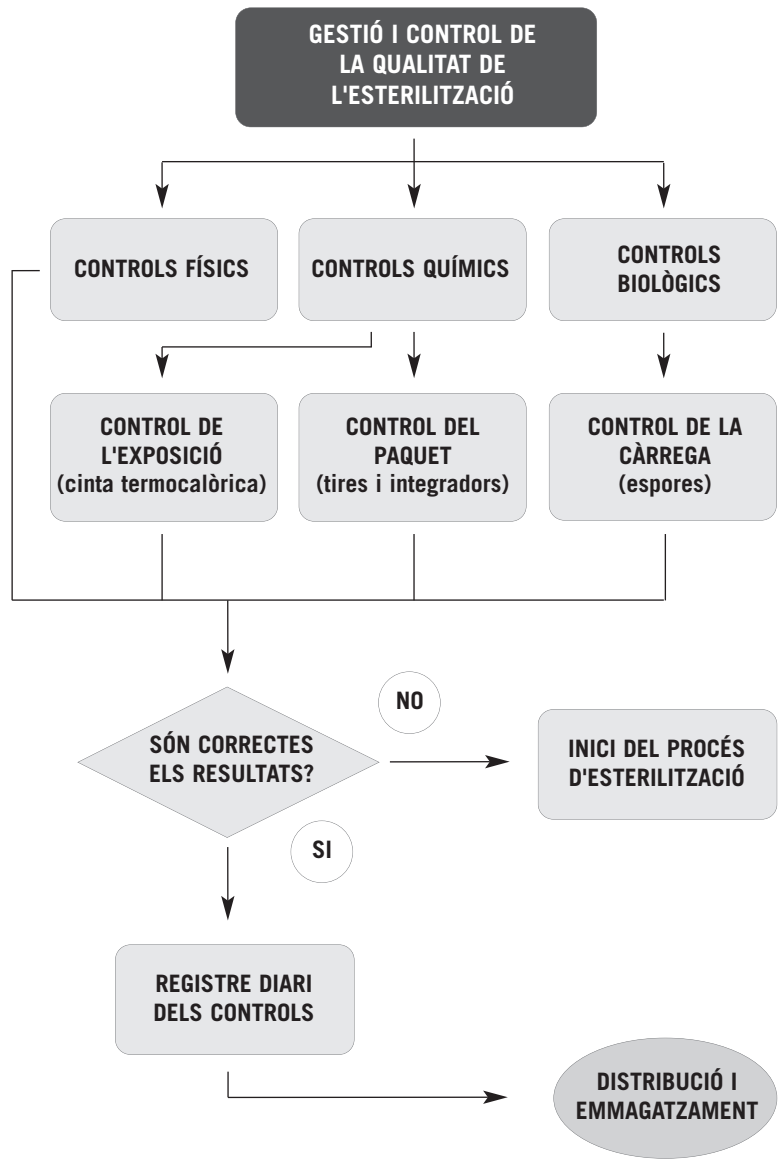 GESTIÓ I CONTROL DE
LA QUALITAT DE
L'ESTERILITZACIÓ
CONTROLS FÍSICS
CONTROLS QUÍMICS
CONTROLS
BIOLÒGICS
CONTROL DE
L'EXPOSICIÓ
(cinta termocalòrica)
CONTROL DEL
PAQUET
(tires i integradors)
CONTROL DE LA
CÀRREGA
(espores)
SÓN CORRECTES
ELS RESULTATS?
NO
INICI DEL PROCÉS
D'ESTERILITZACIÓ
SI
REGISTRE DIARI
DELS CONTROLS
DISTRIBUCIÓ I
EMMAGATZAMENT